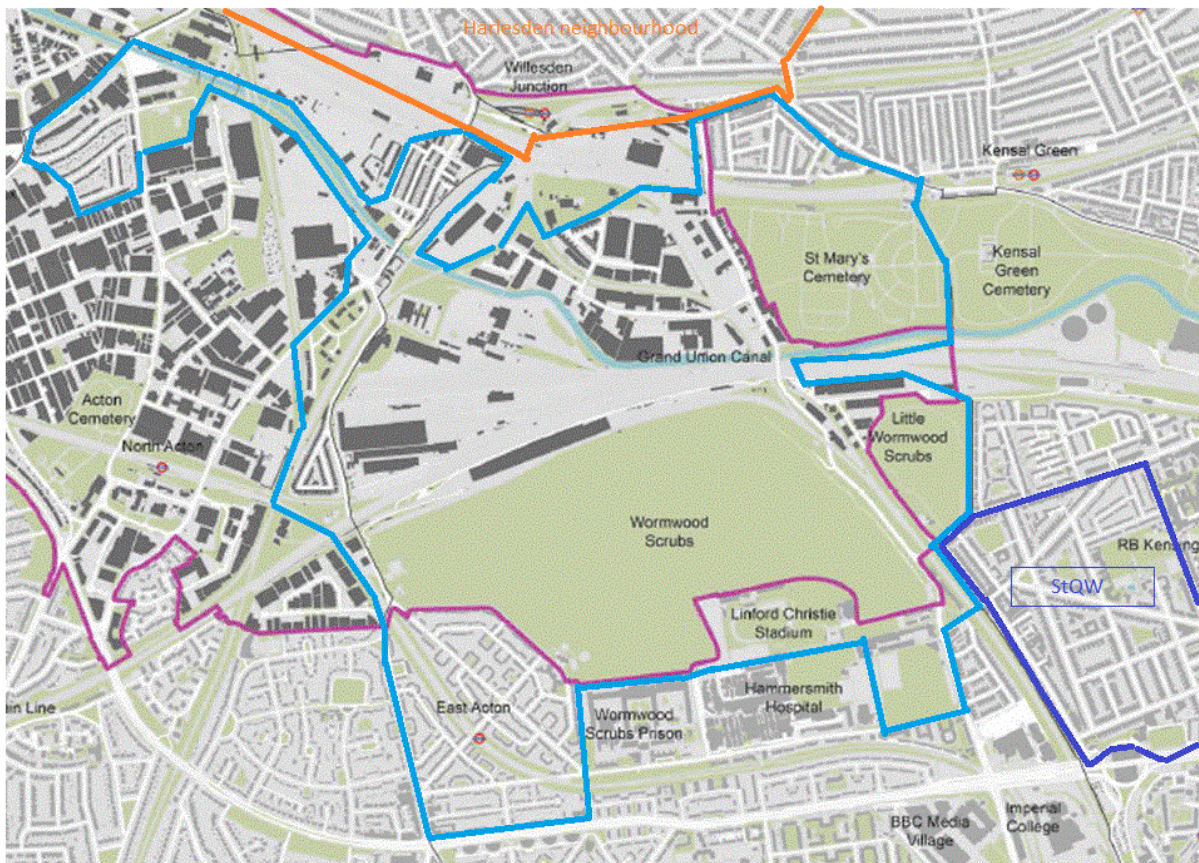 Harlesden neighbourhood
Willesden
Junction
Kensal Green
St Mary's
Cemetery
Kensal
Green
Cemetery
Grand Union Canal
Acton
Cemetery
North Acton
Little
Wormwood
Scrubs
Wormwood
Scrubs
RB Kensing
StQW
Linford Christie
Stadium
Hammersmith
Hospital
East Acton
Wormwood
Scrubs Prison
ain Line
BBC Media
Village
Imperial
College